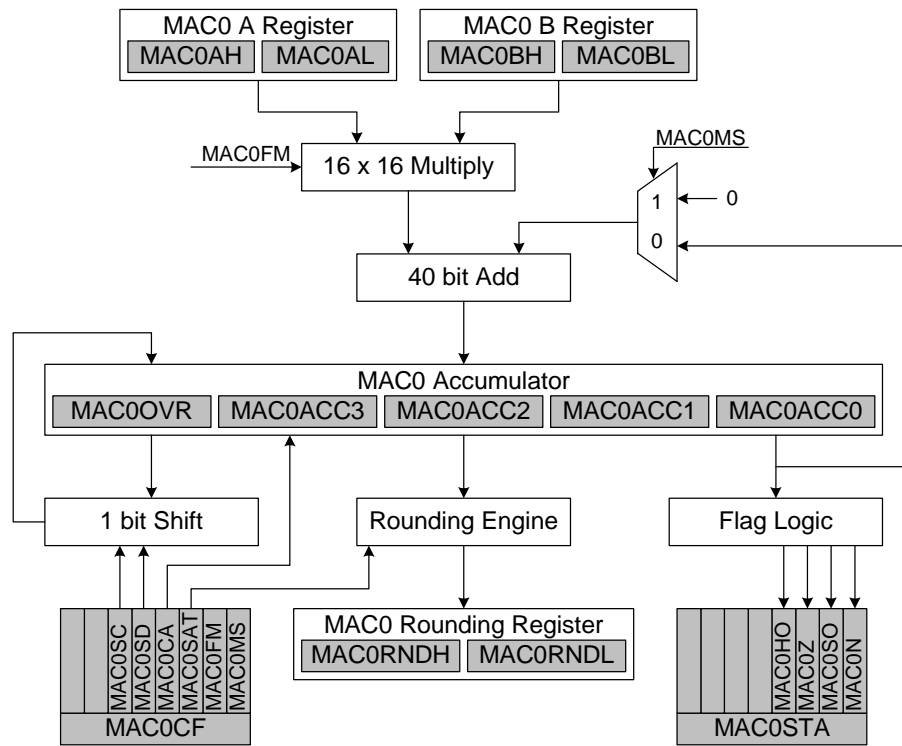 MAC0 A Register
MAC0AH MAC0AL
MAC0 B Register
MAC0BH MAC0BL
MAC0FM
16 x 16 Multiply
MAC0MS
1
0
0
40 bit Add
MAC0 Accumulator
MAC0OVR MAC0ACC3 MAC0ACC2 MAC0ACC1 MAC0ACC0
1 bit Shift
Rounding Engine
Flag Logic
MAC0SC
MAC0SD
MAC0CA
MAC0SAT
MAC0FM
MAC0MS
MAC0CF
MAC0 Rounding Register
MAC0RNDH MAC0RNDL
MAC0HO
MAC0Z
MAC0SO
MAC0N
MAC0STA